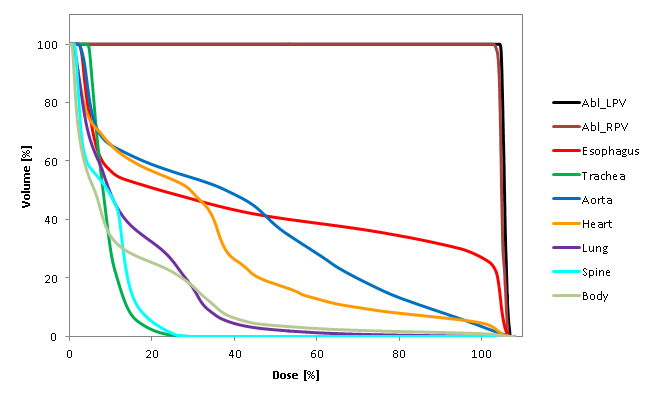 100
80
60
40
20
0
Volume [%]
0 20 40 60 80 100
Dose [%]
Abl_LPV
Abl_RPV
Esophagus
Trachea
Aorta
Heart
Lung
Spine
Body